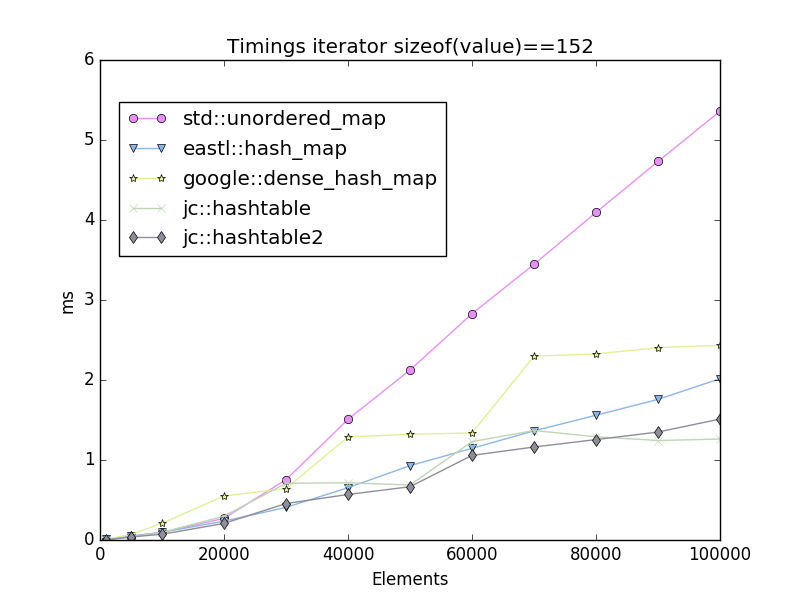 Timings iterator sizeof(value)==152
6
5
4
3
2
1
0
ms
std::unordered_map
eastl::hash_map
google::dense_hash_map
jc::hashtable
jc::hashtable2
0 20000 40000 60000 80000 100000
Elements